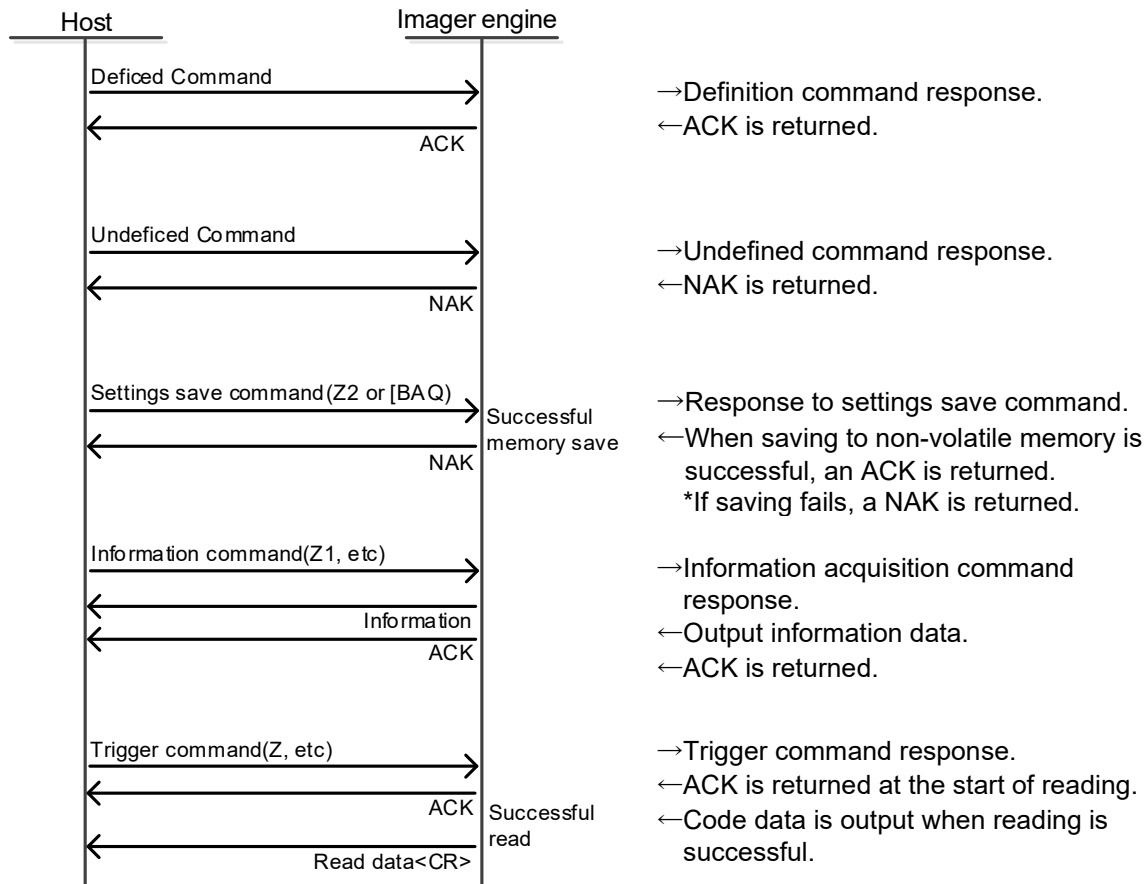 Host
Imager engine
Deficed Command
→Definition command response.
ACK
←ACK is returned.
Undeficed Command
→Undefined command response.
NAK
←NAK is returned.
Settings save command(Z2 or [BAQ)
→Response to settings save command.
Successful
memory save
NAK
←When saving to non-volatile memory is
successful, an ACK is returned.
*If saving fails, a NAK is returned.
Information command(Z1, etc)
→Information acquisition command
response.
Information
←Output information data.
ACK
←ACK is returned.
Trigger command(Z, etc)
→Trigger command response.
ACK
←ACK is returned at the start of reading.
Successful
read
←Code data is output when reading is
successful.
Read data<CR>